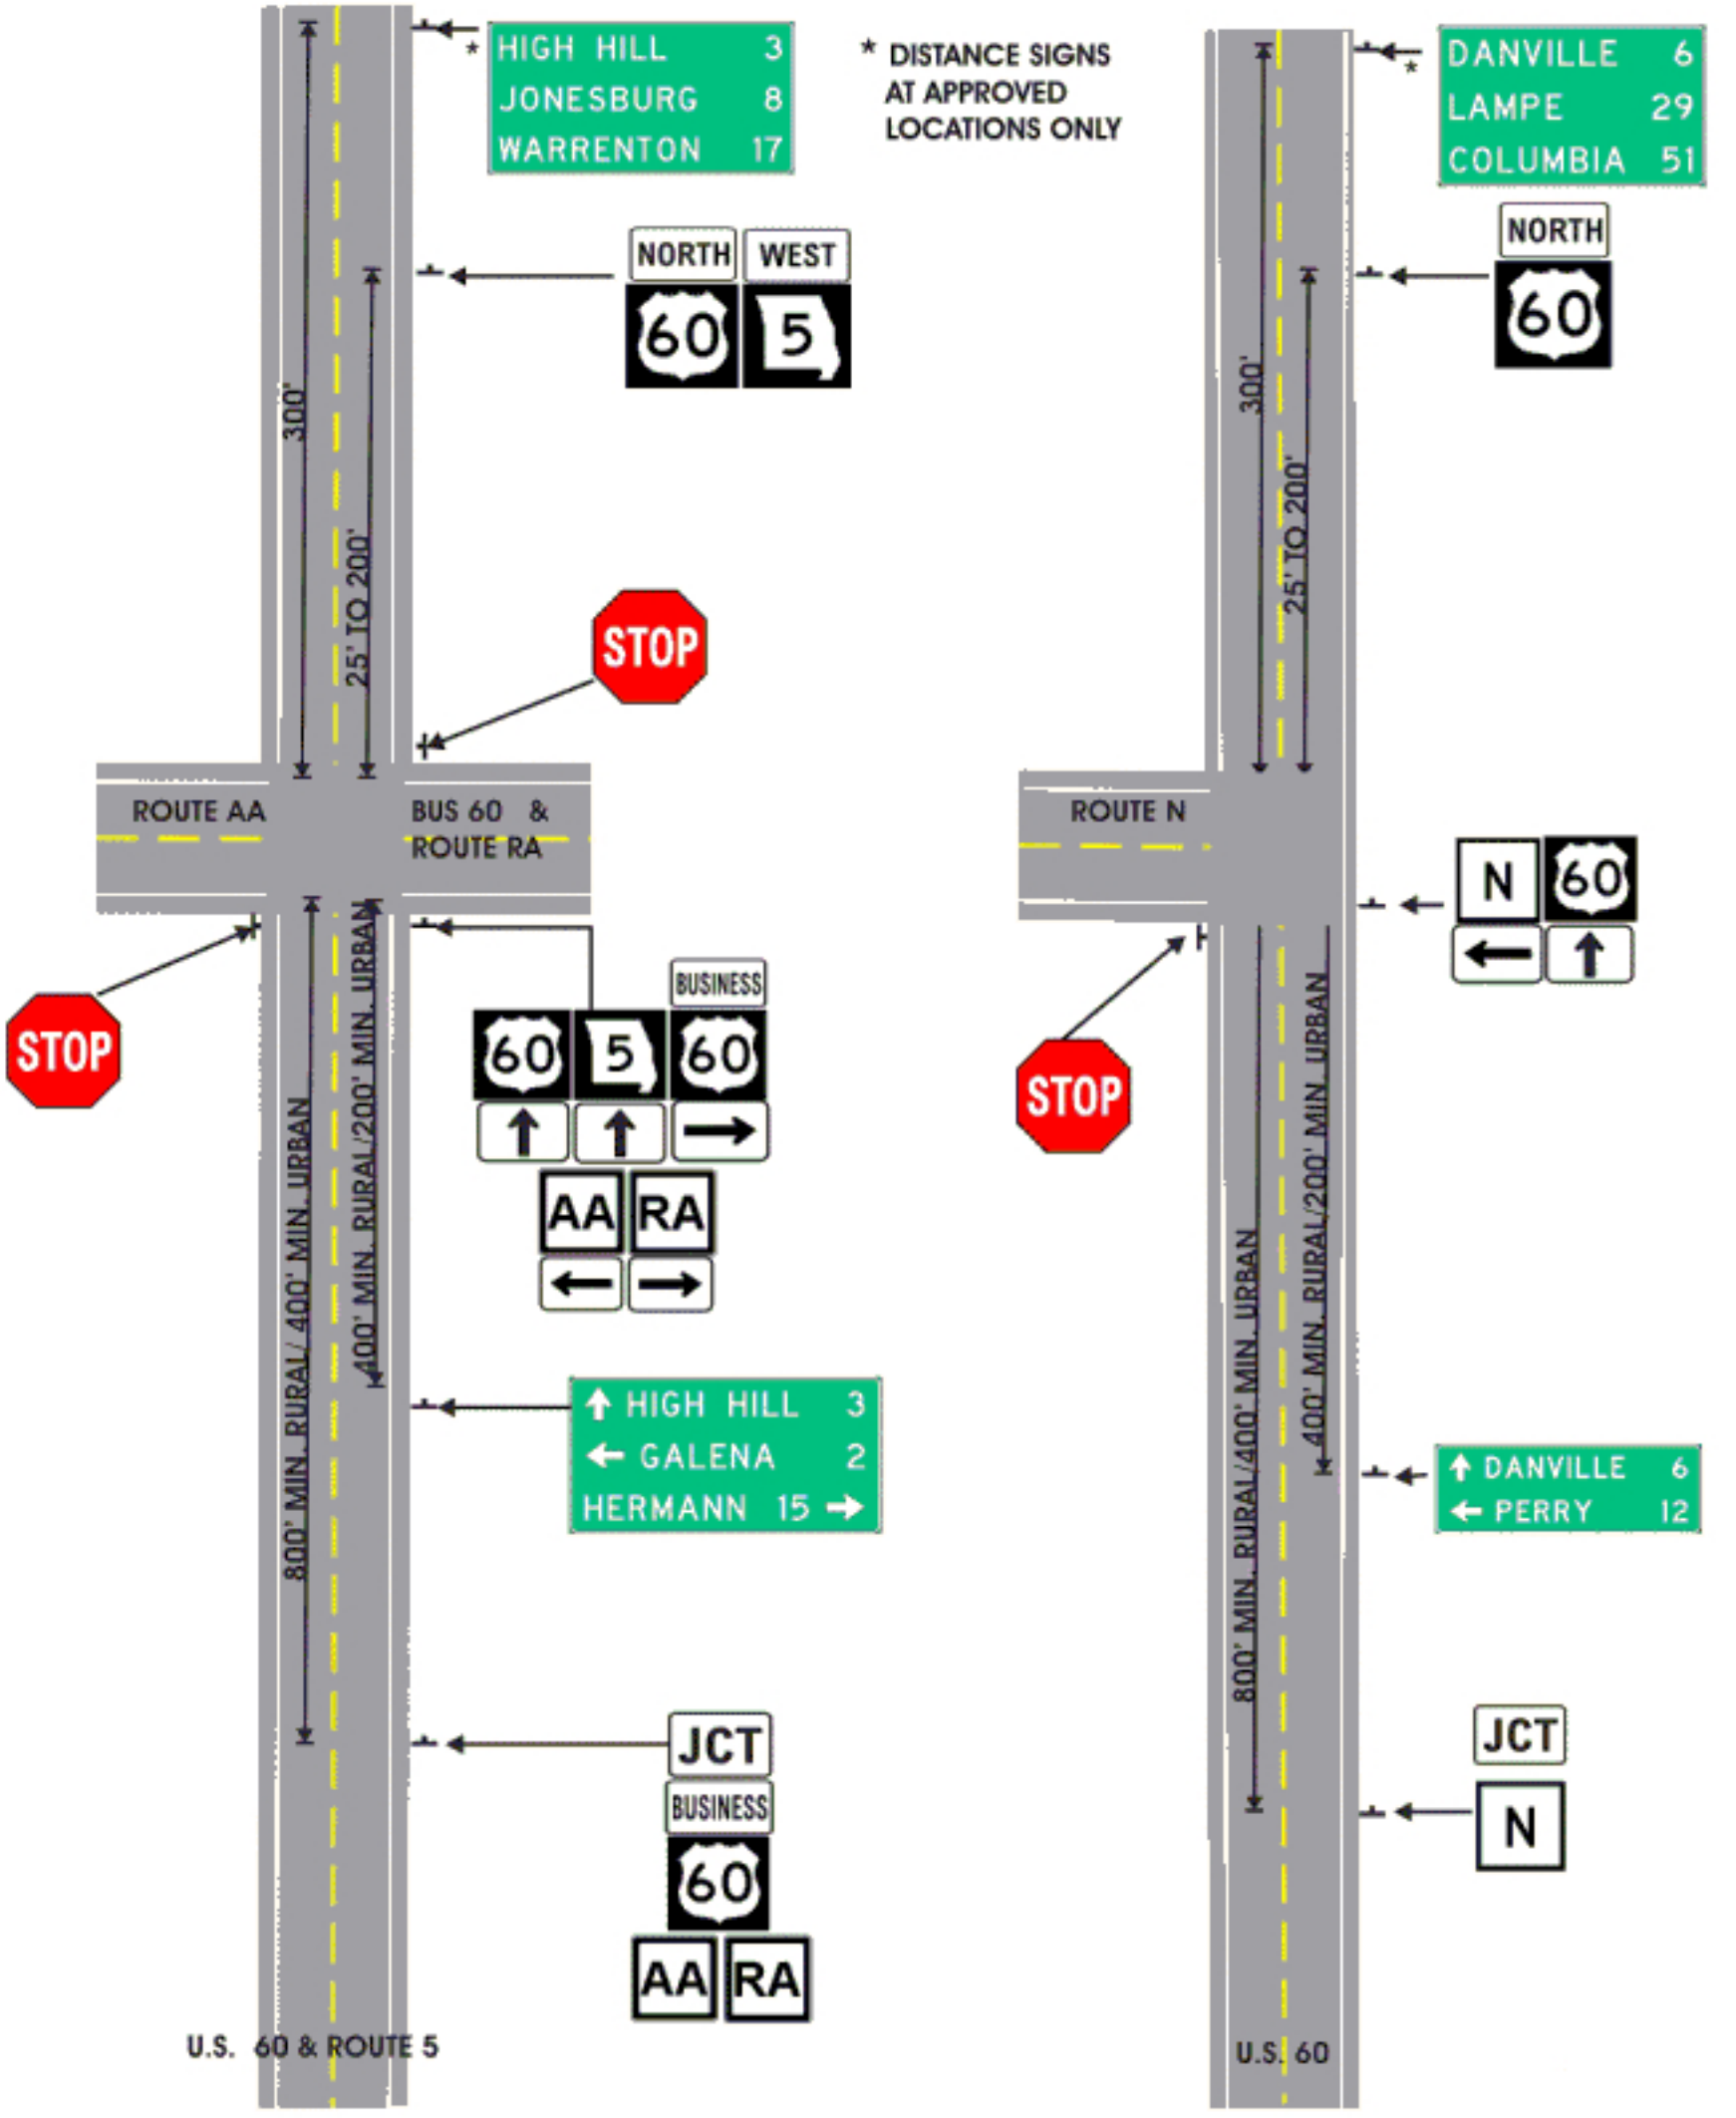 HIGH HILL 3
JONESBURG 8
WARRENTON 17
*
* DISTANCE SIGNS
AT APPROVED
LOCATIONS ONLY
NORTH WEST
60 5
300'
25' TO 200'
STOP
ROUTE AA
BUS 60 &
ROUTE RA
STOP
BUSINESS
60 5 60
AA RA
400' MIN. RURAL/200' MIN. URBAN
800' MIN. RURAL/ 400' MIN. URBAN
HIGH HILL 3
GALENA 2
HERMANN 15
JCT
BUSINESS
60
AA RA
U.S. 60 & ROUTE 5
DANVILLE 6
LAMPE 29
COLUMBIA 51
*
NORTH
60
300'
25' TO 200'
ROUTE N
N 60
STOP
400' MIN. RURAL/200' MIN. URBAN
800' MIN. RURAL/400' MIN. URBAN
DANVILLE 6
PERRY 12
JCT
N
U.S. 60